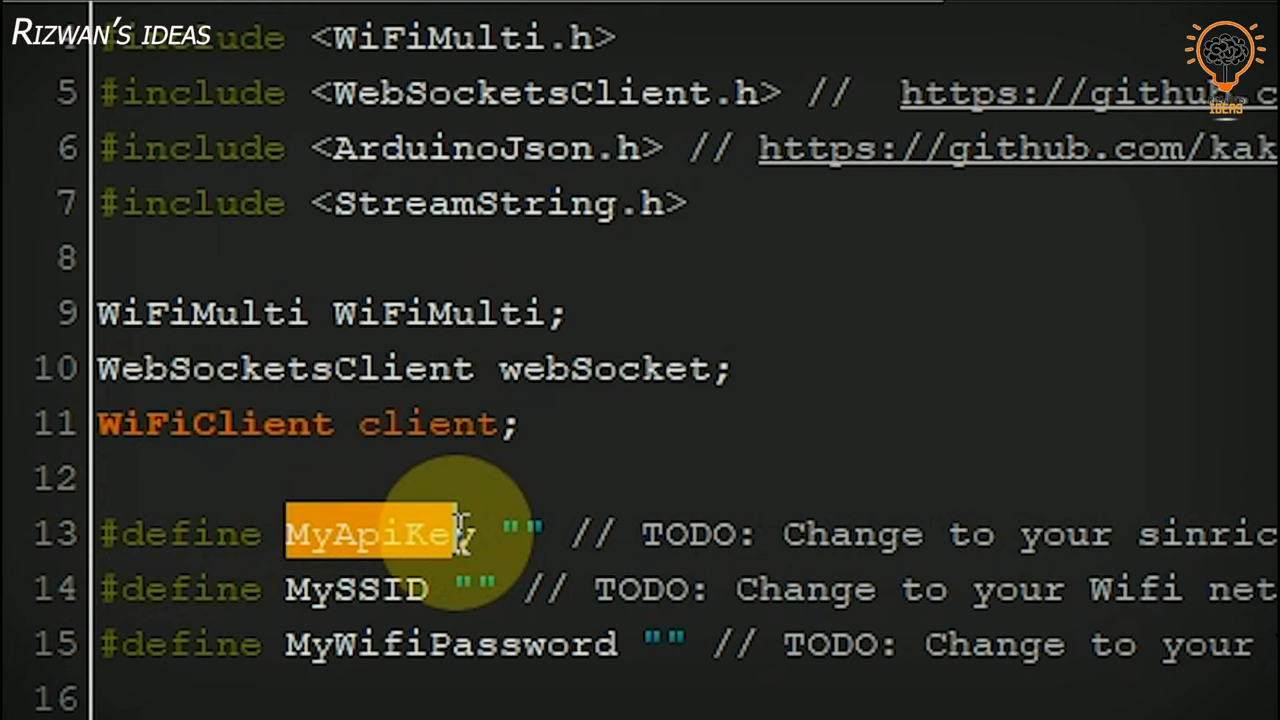 RIZWAN'S IDEAS
#include <WiFiMulti.h>
5 #include <WebSocketsClient.h> // https://github.c
6 #include <ArduinoJson.h> // https://github.com/kak
7 #include <StreamString.h>
8
9 WiFiMulti WiFiMulti;
10 WebSocketsClient webSocket;
11 WiFiClient client;
12
13 #define MyApiKey "" // TODO: Change to your sinric
14 #define MySSID "" // TODO: Change to your Wifi net
15 #define MyWifiPassword "" // TODO: Change to your
16
IDEAS